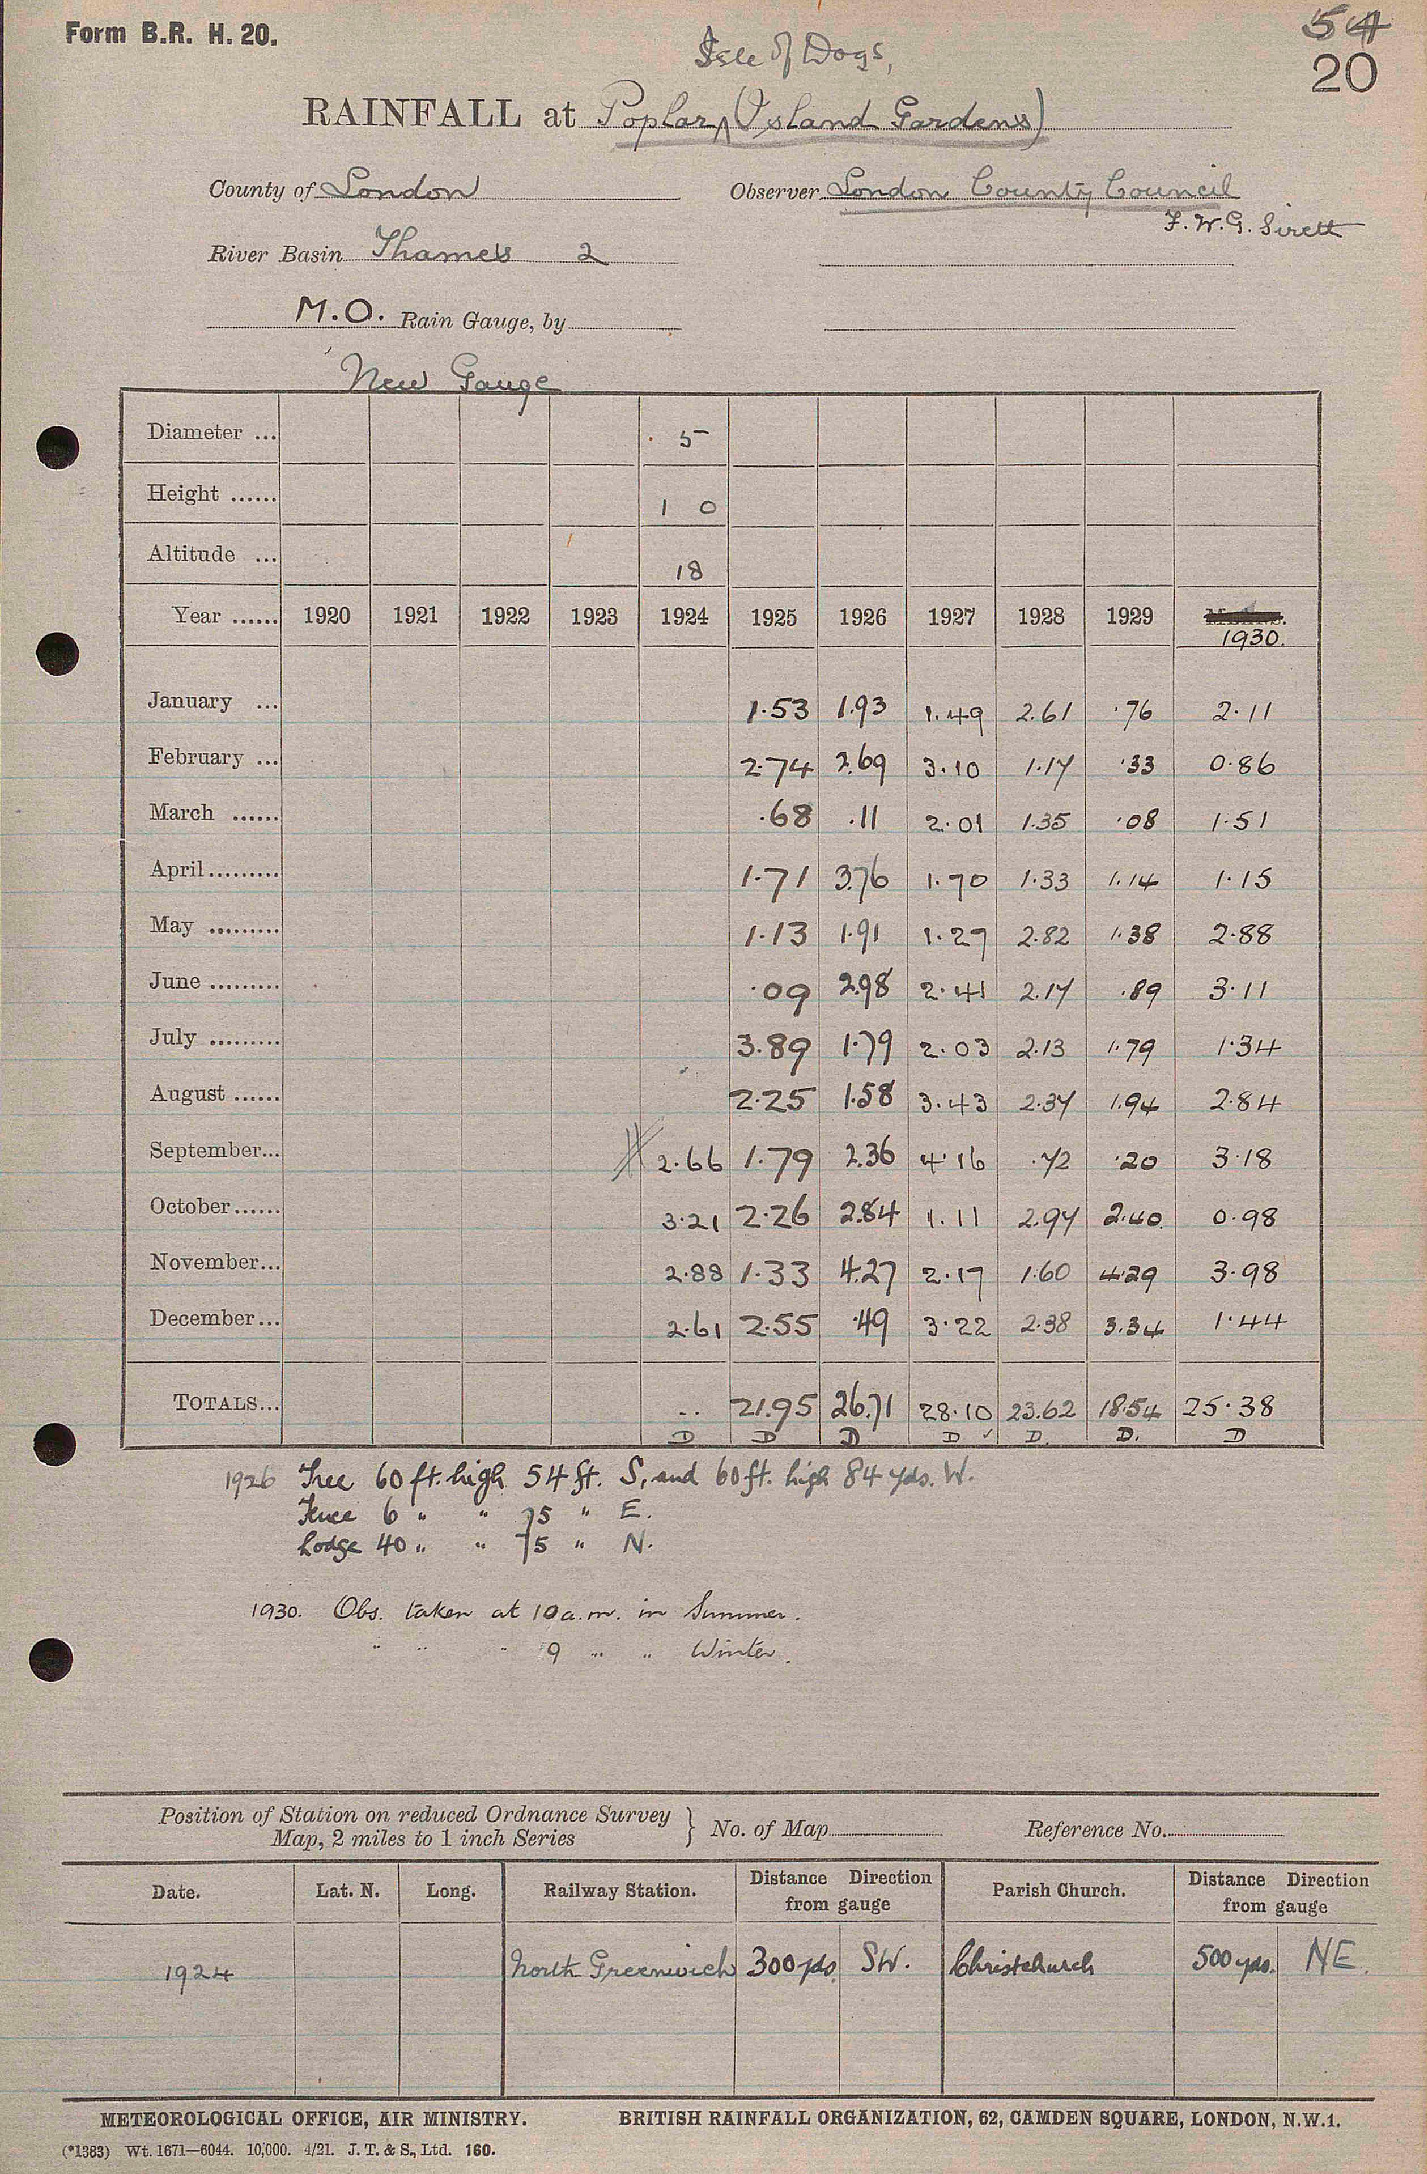 Form B.R. H. 20.
54
20
Isle of Dogs,
RAINFALL at Poplar ∧ (Island Gardens)
County of London
Observer London County Council
F.W.G. Sirett
River Basin Thames 2
M.O. Rain Gauge, by
New Gauge
Diameter ... 5
Height ...... 1 0
Altitude ... 18
Year ...... 1920 1921 1922 1923 1924 1925 1926 1927 1928 1929 1930.
January ... 1.53 1.93 1.49 2.61 .76 2.11
February ... 2.74 2.69 3.10 1.17 .33 0.86
March ...... .68 .11 2.01 1.35 .08 1.51
April......... 1.71 3.76 1.70 1.33 1.14 1.15
May ......... 1.13 1.91 1.27 2.82 1.38 2.88
June ......... .09 2.98 2.41 2.17 .89 3.11
July ......... 3.89 1.79 2.03 2.13 1.79 1.34
August ...... 2.25 1.58 3.43 2.37 1.94 2.84
September... 2.66 1.79 2.36 4.16 .72 .20 3.18
October...... 3.21 2.26 2.84 1.11 2.97 2.40 0.98
November... 2.88 1.33 4.27 2.17 1.60 4.29 3.98
December... 2.61 2.55 .49 3.22 2.38 3.34 1.44
TOTALS... .. 21.95 26.71 28.10 23.62 18.54 25.38
D D D D ✓ D. D. D
1926 Tree 60 ft. high 54 ft. S, and 60 ft. high 84 yds. W.
Fence 6 " " 75 " E.
Lodge 40 " " 75 " N.
1930. Obs. taken at 10 a.m. in Summer.
" " " 9 " " Winter.
Position of Station on reduced Ordnance Survey
Map, 2 miles to 1 inch Series } No. of Map Reference No.
Date. Lat. N. Long. Railway Station. Distance Direction from gauge Parish Church. Distance Direction from gauge
1924 North Greenwich 300 yds. SW. Christchurch 500 yds. NE.
METEOROLOGICAL OFFICE, AIR MINISTRY. BRITISH RAINFALL ORGANIZATION, 62, CAMDEN SQUARE, LONDON, N.W.1.
(*1383) Wt. 1671—6044. 10,000. 4/21. J. T. & S., Ltd. 160.